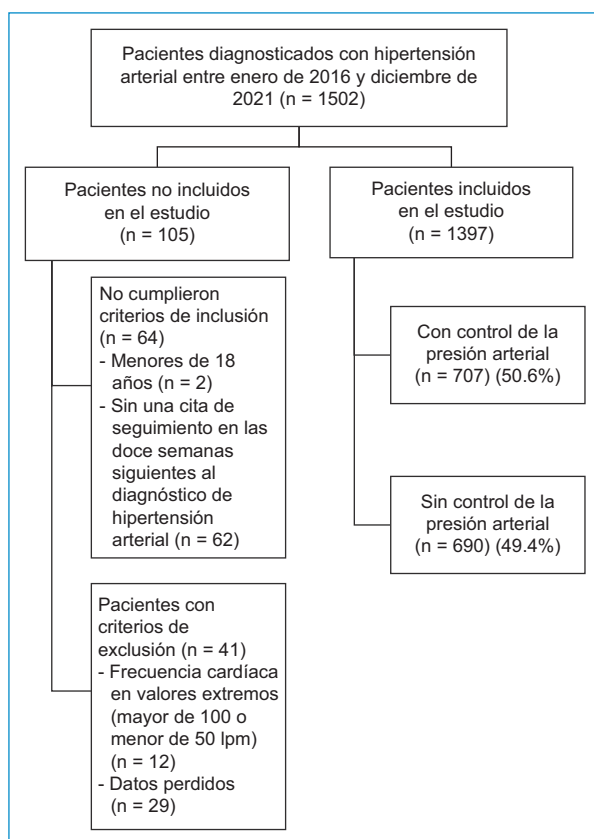 Pacientes diagnosticados con hipertensión
arterial entre enero de 2016 y diciembre de
2021 (n = 1502)
Pacientes no incluidos
en el estudio
(n = 105)
No cumplieron
criterios de inclusión
(n = 64)
- Menores de 18
años (n = 2)
- Sin una cita de
seguimiento en las
doce semanas
siguientes al
diagnóstico de
hipertensión
arterial (n = 62)
Pacientes con
criterios de
exclusión (n = 41)
- Frecuencia cardíaca
en valores extremos
(mayor de 100 o
menor de 50 lpm)
(n = 12)
- Datos perdidos
(n = 29)
Pacientes incluidos
en el estudio
(n = 1397)
Con control de la
presión arterial
(n = 707) (50.6%)
Sin control de la
presión arterial
(n = 690) (49.4%)